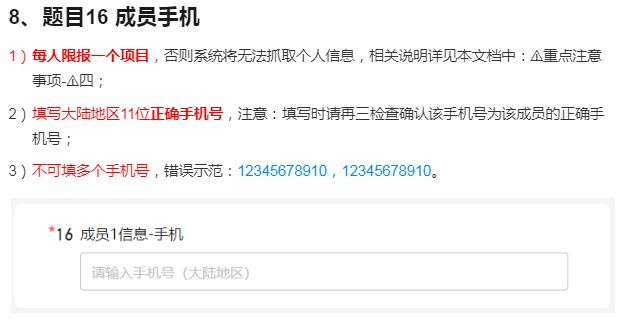 8、题目16 成员手机
1）每人限报一个项目，否则系统将无法抓取个人信息，相关说明详见本文档中：⚠重点注意
事项-⚠四；
2）填写大陆地区11位正确手机号，注意：填写时请再三检查确认该手机号为该成员的正确手
机号；
3）不可填多个手机号，错误示范：12345678910，12345678910。
*16 成员1信息-手机
请输入手机号（大陆地区）